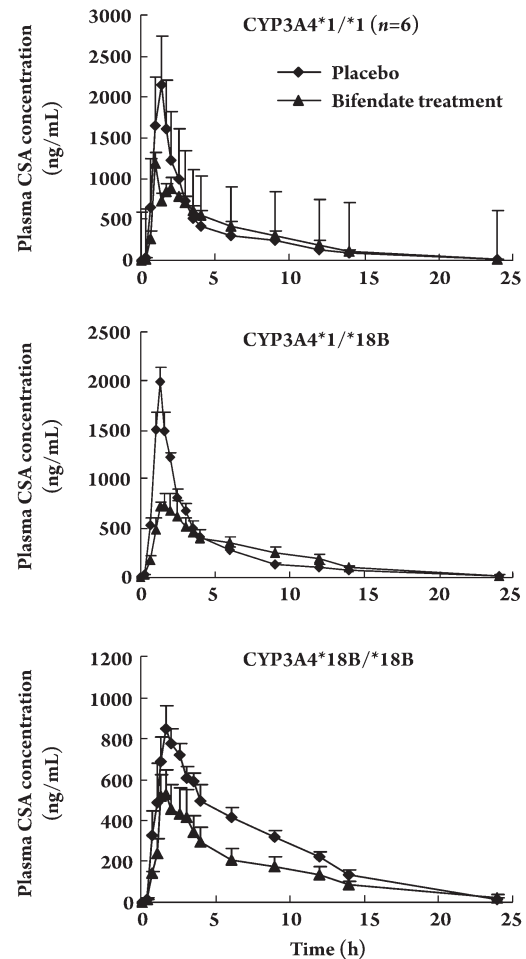 CYP3A4*1/*1 (n=6)
Placebo
Bifendate treatment
Plasma CSA concentration
(ng/mL)
3000
2500
2000
1500
1000
500
0
0 5 10 15 20 25
CYP3A4*1/*18B
Plasma CSA concentration
(ng/mL)
2500
2000
1500
1000
500
0
0 5 10 15 20 25
CYP3A4*18B/*18B
Plasma CSA concentration
(ng/mL)
1200
1000
800
600
400
200
0
0 5 10 15 20 25
Time (h)